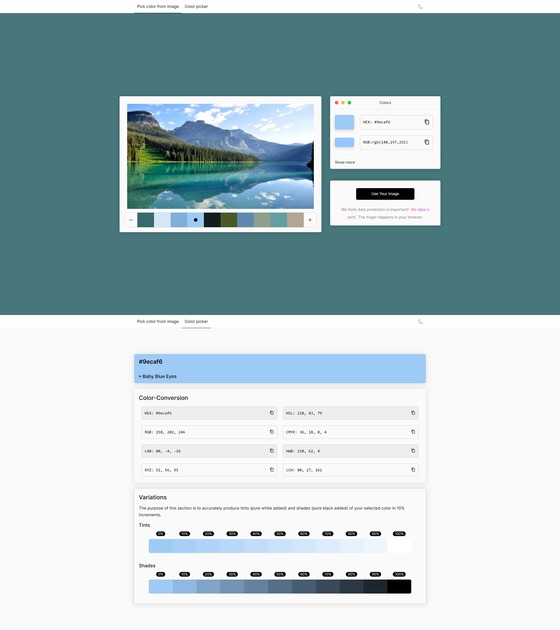 Pick color from image Color picker
Colors
HEX: #9ecaf6
RGB:rgb(148,197,251)
Show more
Use Your Image
We think data protection is important! No data is
sent. The magic happens in your browser.
Pick color from image Color picker
#9ecaf6
≈ Baby Blue Eyes
Color-Conversion
HEX: #9ecaf6
HSL: 210, 83, 79
RGB: 158, 202, 246
CMYK: 36, 18, 0, 4
LAB: 80, -4, -26
HWB: 210, 62, 4
XYZ: 52, 56, 95
LCH: 80, 27, 261
Variations
The purpose of this section is to accurately produce tints (pure white added) and shades (pure black added) of your selected color in 10%
increments.
Tints
0% 10% 20% 30% 40% 50% 60% 70% 80% 90% 100%
Shades
0% 10% 20% 30% 40% 50% 60% 70% 80% 90% 100%